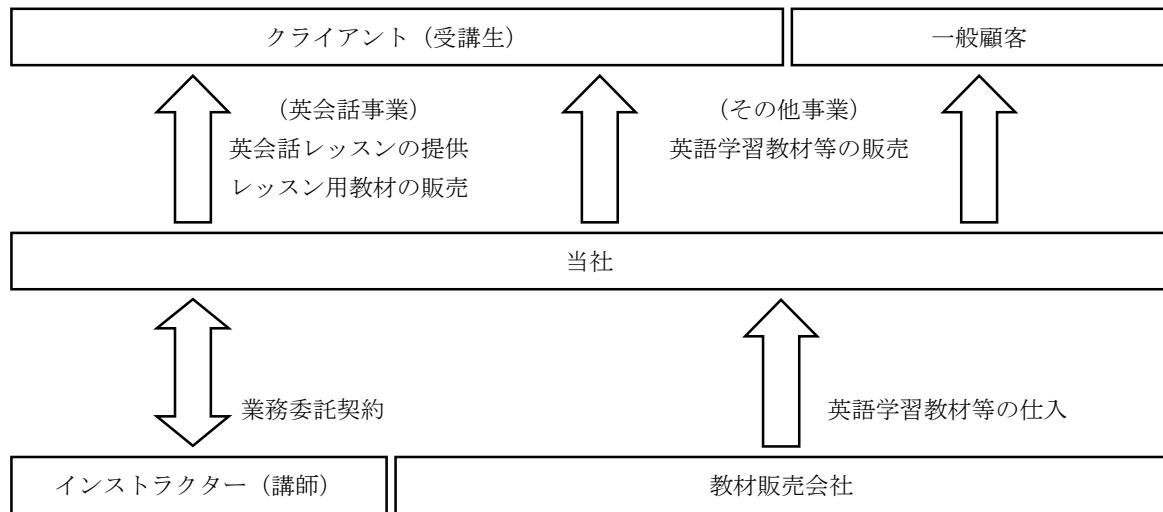 クライアント（受講生）
一般顧客
（英会話事業）
英会話レッスンの提供
レッスン用教材の販売
（その他事業）
英語学習教材等の販売
当社
業務委託契約
英語学習教材等の仕入
インストラクター（講師）
教材販売会社